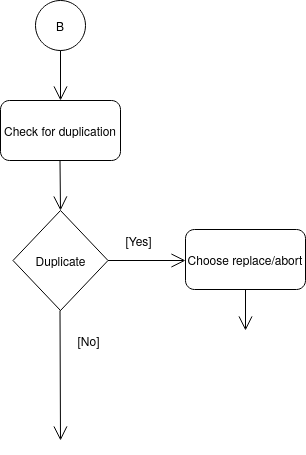 B
Check for duplication
Duplicate
[Yes]
Choose replace/abort
[No]